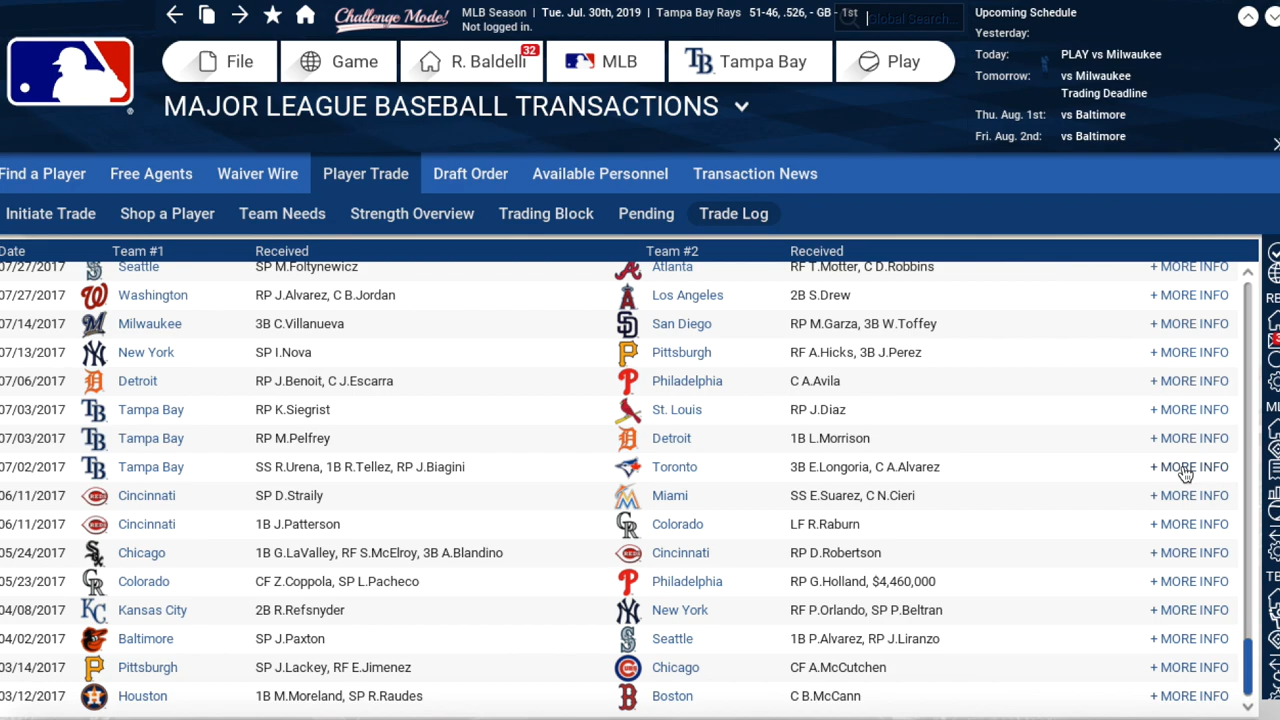 Challenge Mode!
MLB Season | Tue. Jul. 30th, 2019 | Tampa Bay Rays 51-46, .526, - GB - 1st
Not logged in.
Global Search...
Upcoming Schedule
Yesterday:
Today: PLAY vs Milwaukee
Tomorrow: vs Milwaukee
Trading Deadline
Thu. Aug. 1st: vs Baltimore
Fri. Aug. 2nd: vs Baltimore
File Game R. Baldelli 32 MLB Tampa Bay Play
MAJOR LEAGUE BASEBALL TRANSACTIONS
Find a Player Free Agents Waiver Wire Player Trade Draft Order Available Personnel Transaction News
Initiate Trade Shop a Player Team Needs Strength Overview Trading Block Pending Trade Log
Date Team #1 Received Team #2 Received
07/27/2017 Seattle SP M.Foltynewicz Atlanta RF T.Motter, C D.Robbins + MORE INFO
07/27/2017 Washington RP J.Alvarez, C B.Jordan Los Angeles 2B S.Drew + MORE INFO
07/14/2017 Milwaukee 3B C.Villanueva San Diego RP M.Garza, 3B W.Toffey + MORE INFO
07/13/2017 New York SP I.Nova Pittsburgh RF A.Hicks, 3B J.Perez + MORE INFO
07/06/2017 Detroit RP J.Benoit, C J.Escarra Philadelphia C A.Avila + MORE INFO
07/03/2017 Tampa Bay RP K.Siegrist St. Louis RP J.Diaz + MORE INFO
07/03/2017 Tampa Bay RP M.Pelfrey Detroit 1B L.Morrison + MORE INFO
07/02/2017 Tampa Bay SS R.Urena, 1B R.Tellez, RP J.Biagini Toronto 3B E.Longoria, C A.Alvarez + MORE INFO
06/11/2017 Cincinnati SP D.Straily Miami SS E.Suarez, C N.Cieri + MORE INFO
06/11/2017 Cincinnati 1B J.Patterson Colorado LF R.Raburn + MORE INFO
05/24/2017 Chicago 1B G.LaValley, RF S.McElroy, 3B A.Blandino Cincinnati RP D.Robertson + MORE INFO
05/23/2017 Colorado CF Z.Coppola, SP L.Pacheco Philadelphia RP G.Holland, $4,460,000 + MORE INFO
04/08/2017 Kansas City 2B R.Refsnyder New York RF P.Orlando, SP P.Beltran + MORE INFO
04/02/2017 Baltimore SP J.Paxton Seattle 1B P.Alvarez, RP J.Liranzo + MORE INFO
03/14/2017 Pittsburgh SP J.Lackey, RF E.Jimenez Chicago CF A.McCutchen + MORE INFO
03/12/2017 Houston 1B M.Moreland, SP R.Raudes Boston C B.McCann + MORE INFO